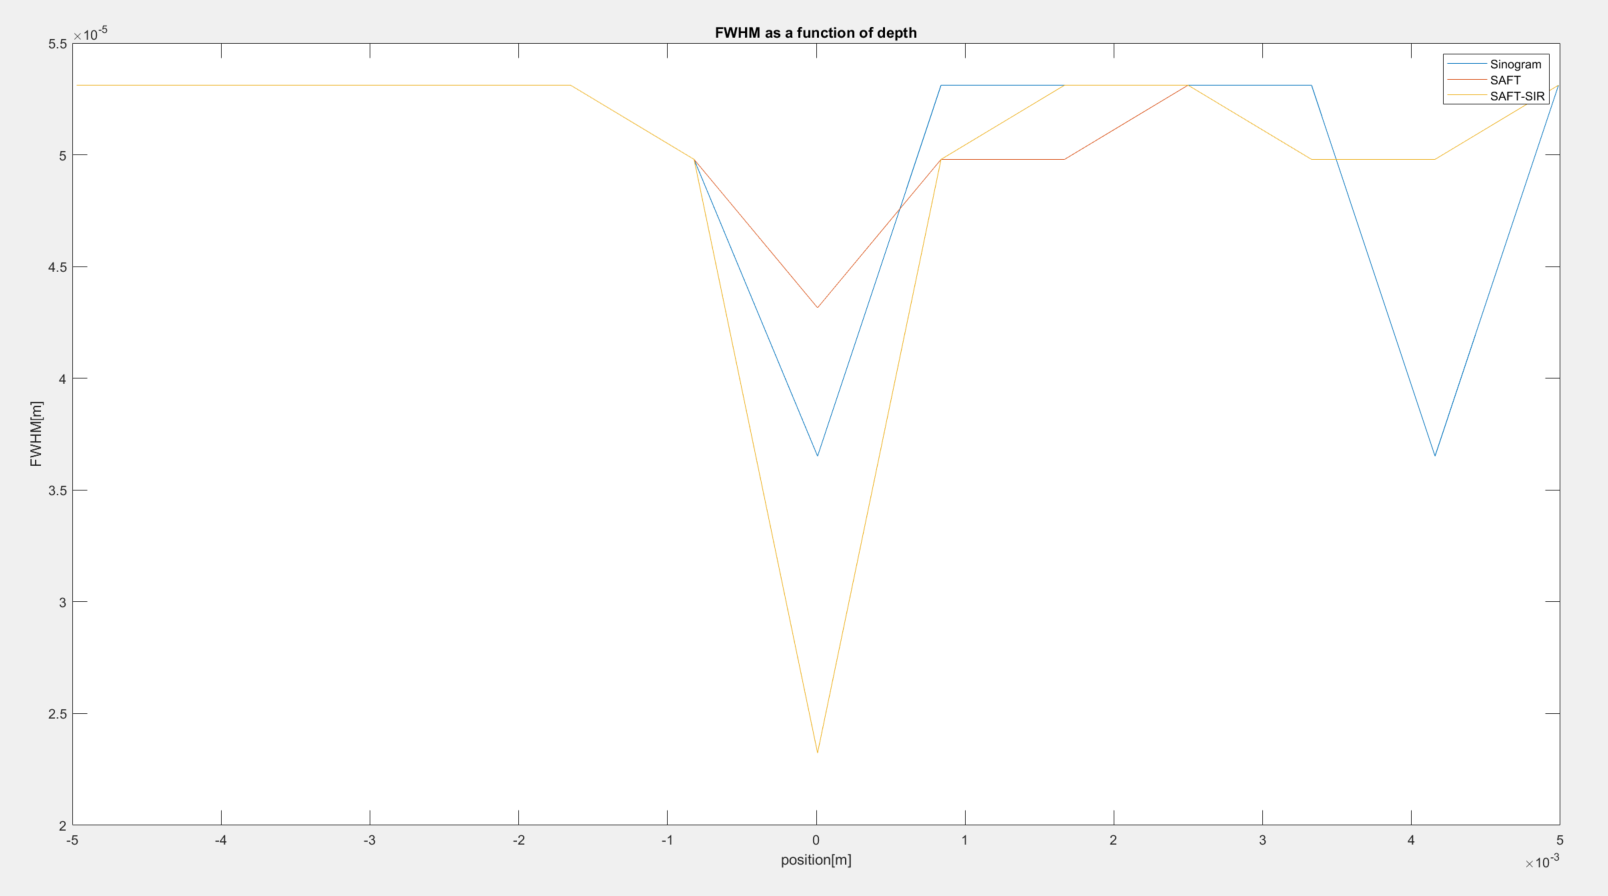 FWHM as a function of depth
×10-5
5.5
5
4.5
4
3.5
3
2.5
2
FWHM[m]
Sinogram
SAFT
SAFT-SIR
-5 -4 -3 -2 -1 0 1 2 3 4 5
position[m]
×10-3